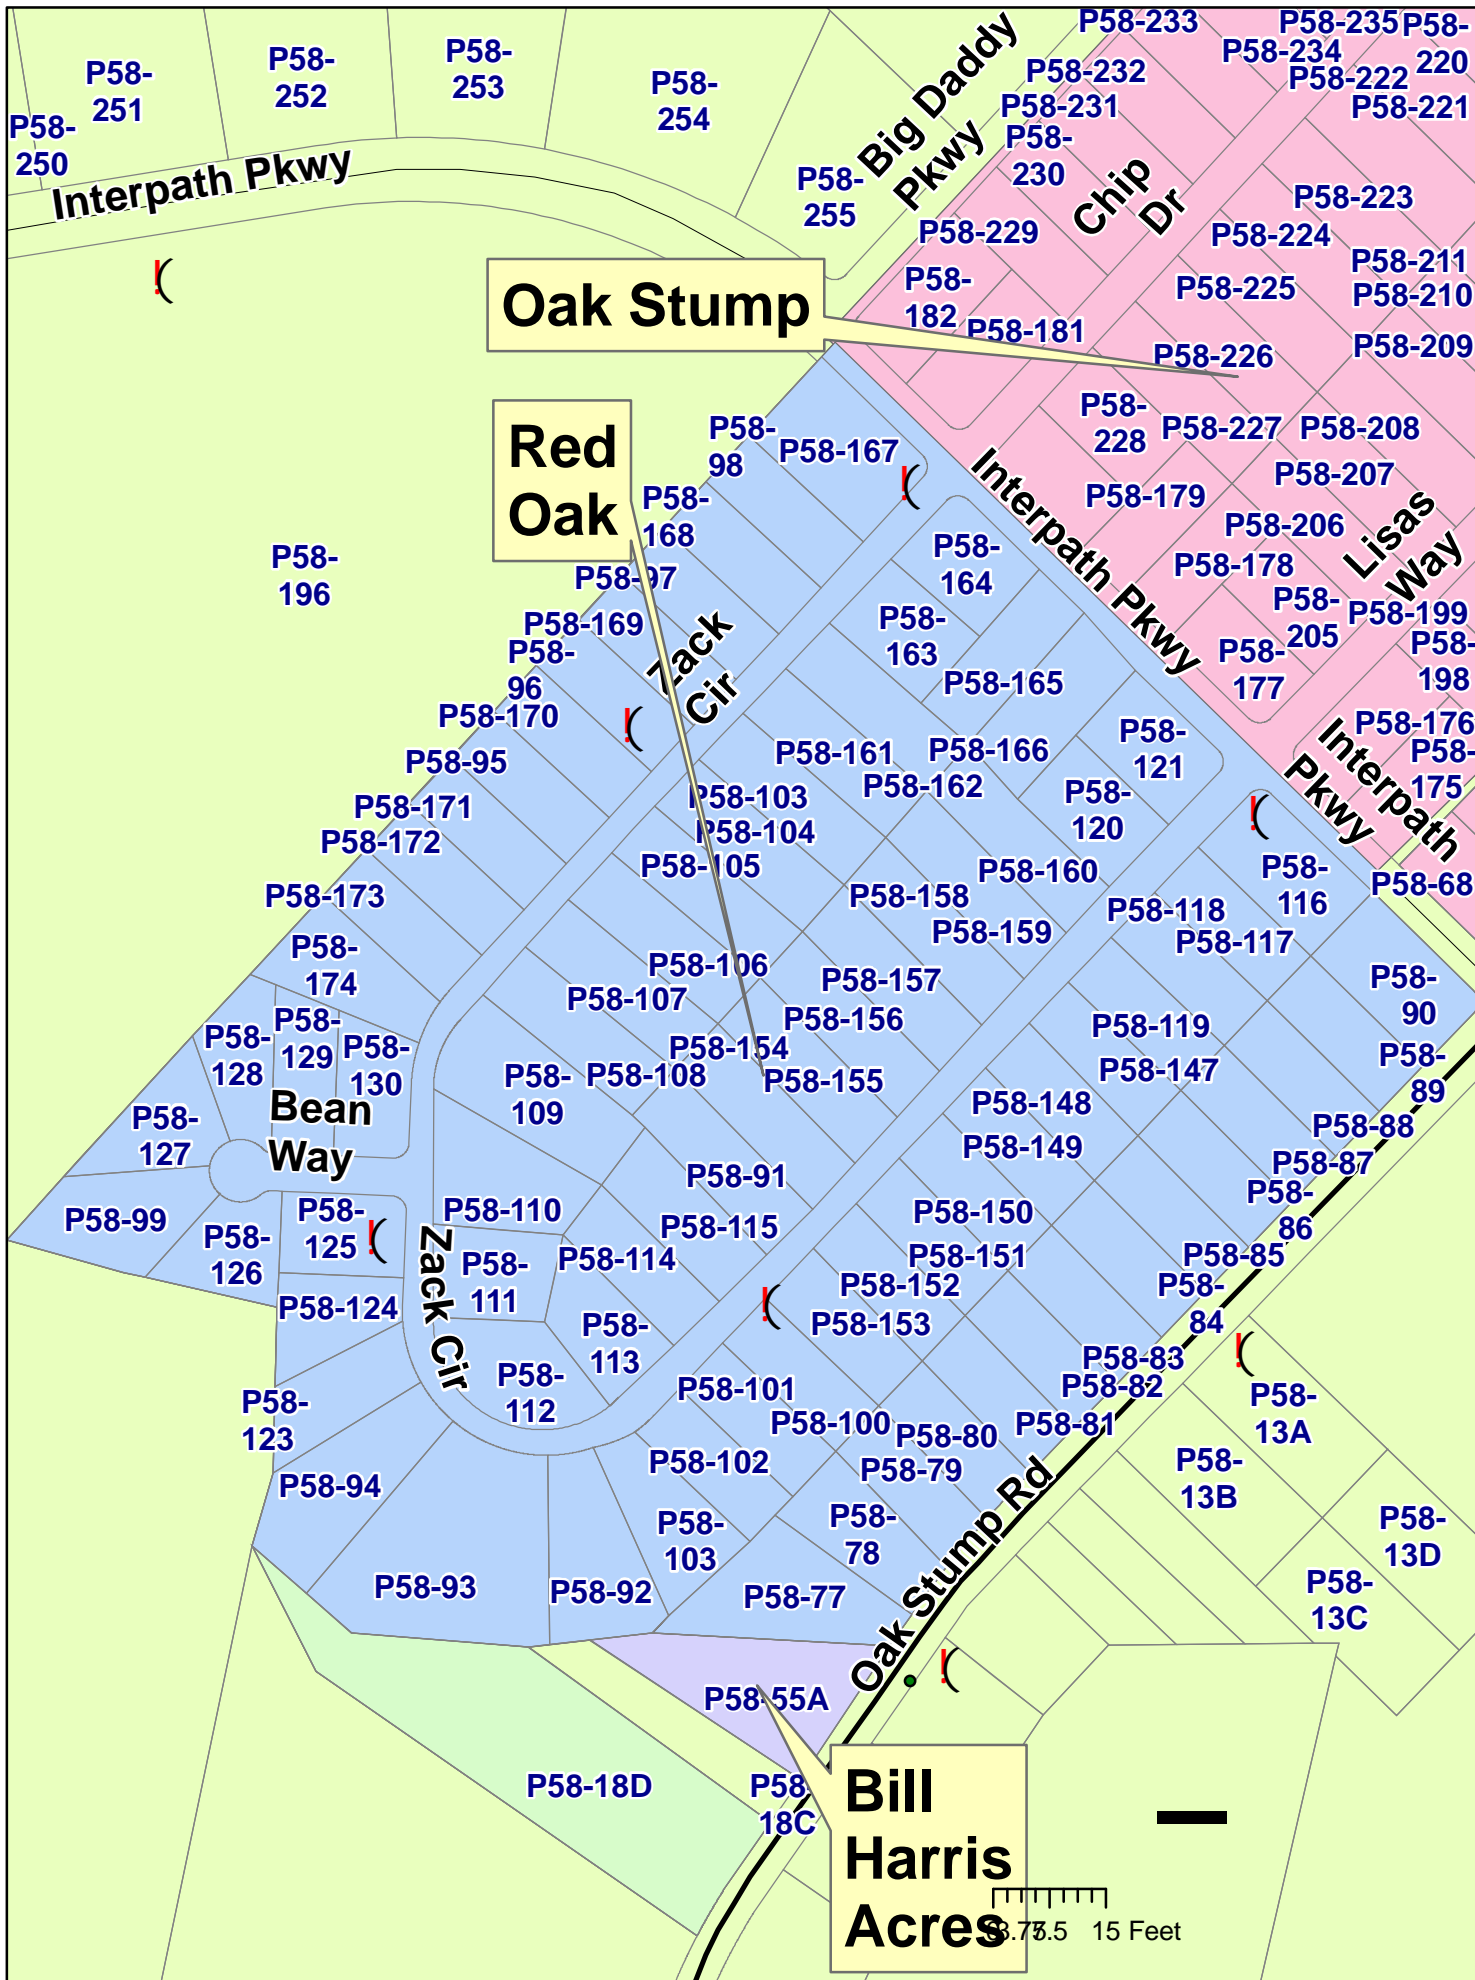 P58-
251
P58-
252
P58-
253
P58-
254
P58-
250
Interpath Pkwy
P58-
255
Big Daddy
Pkwy
P58-233
P58-235
P58-
220
P58-234
P58-232
P58-222
P58-231
P58-221
P58-
230
Chip
Dr
P58-223
P58-229
P58-224
P58-211
P58-
182
P58-225
P58-210
Oak Stump
P58-181
P58-226
P58-209
P58-
228
P58-227
P58-208
P58-207
P58-179
P58-206
Lisas
Way
P58-178
P58-
205
P58-199
P58-
198
P58-
177
P58-176
P58-
175
Interpath Pkwy
Interpath
Pkwy
P58-68
Red
Oak
P58-
98
P58-167
P58-
168
P58-
196
P58-97
P58-
164
P58-169
P58-
163
P58-
96
Zack
Cir
P58-165
P58-170
P58-
121
P58-95
P58-161
P58-166
P58-162
P58-171
P58-103
P58-
120
P58-172
P58-104
P58-105
P58-160
P58-
116
P58-173
P58-158
P58-118
P58-159
P58-117
P58-
174
P58-106
P58-157
P58-
90
P58-107
P58-156
P58-119
P58-
128
P58-
129
P58-
130
P58-154
P58-147
P58-
89
P58-
109
P58-108
P58-155
Bean
Way
P58-148
P58-
127
P58-149
P58-88
P58-91
P58-87
P58-99
P58-
125
P58-110
P58-150
P58-
86
P58-
126
P58-115
P58-
111
P58-114
P58-151
P58-85
P58-124
Zack Cir
P58-152
P58-
84
P58-
113
P58-153
P58-
112
P58-83
P58-101
P58-82
P58-
13A
P58-
123
P58-100
P58-80
P58-81
P58-102
P58-79
P58-
13B
P58-94
P58-
103
P58-
78
P58-
13D
P58-93
P58-92
P58-77
P58-
13C
Oak Stump Rd
P58-55A
P58-18D
P58-
18C
Bill
Harris
Acres
15 Feet